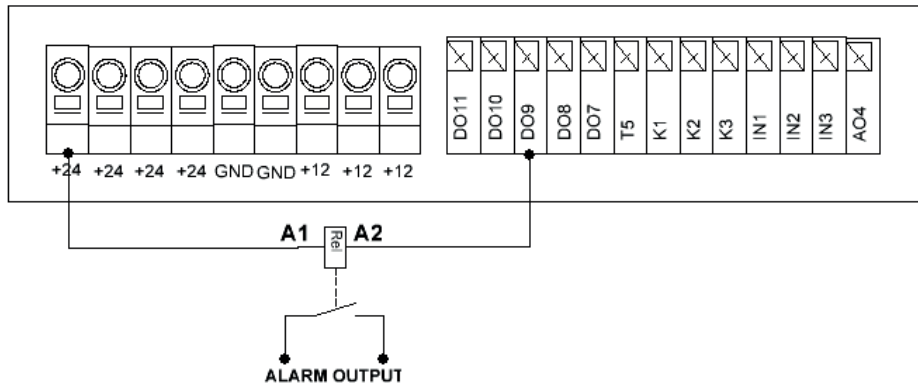 DO11 DO10 DO9 DO8 DO7 T5 K1 K2 K3 IN1 IN2 IN3 AO4
+24 +24 +24 +24 GND GND +12 +12 +12
A1 Rel A2
ALARM OUTPUT